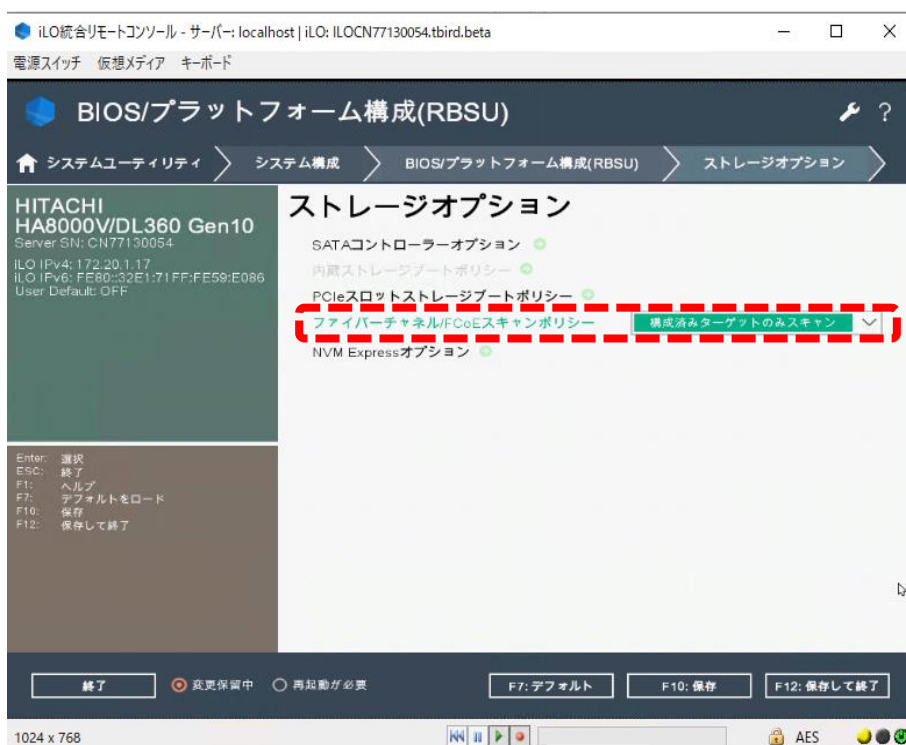 iLO統合リモートコンソール - サーバー: localhost | iLO: ILOCN77130054.tbird.beta
電源スイッチ 仮想メディア キーボード
BIOS/プラットフォーム構成(RBSU)
?
システムユーティリティ システム構成 BIOS/プラットフォーム構成(RBSU) ストレージオプション
HITACHI
HA8000V/DL360 Gen10
Server SN: CN77130054
iLO IPv4: 172.20.1.17
iLO IPv6: FE80::32E1:71FF:FE59:E086
User Default: OFF
Enter: 選択
ESC: 終了
F1: ヘルプ
F7: デフォルトをロード
F10: 保存
F12: 保存して終了
ストレージオプション
SATAコントローラーオプション
内蔵ストレージブートポリシー
PCIeスロットストレージブートポリシー
ファイバーチャネル/FCoEスキャンポリシー 構成済みターゲットのみスキャン
NVM Expressオプション
終了 変更保留中 再起動が必要 F7: デフォルト F10: 保存 F12: 保存して終了
1024 x 768 AES